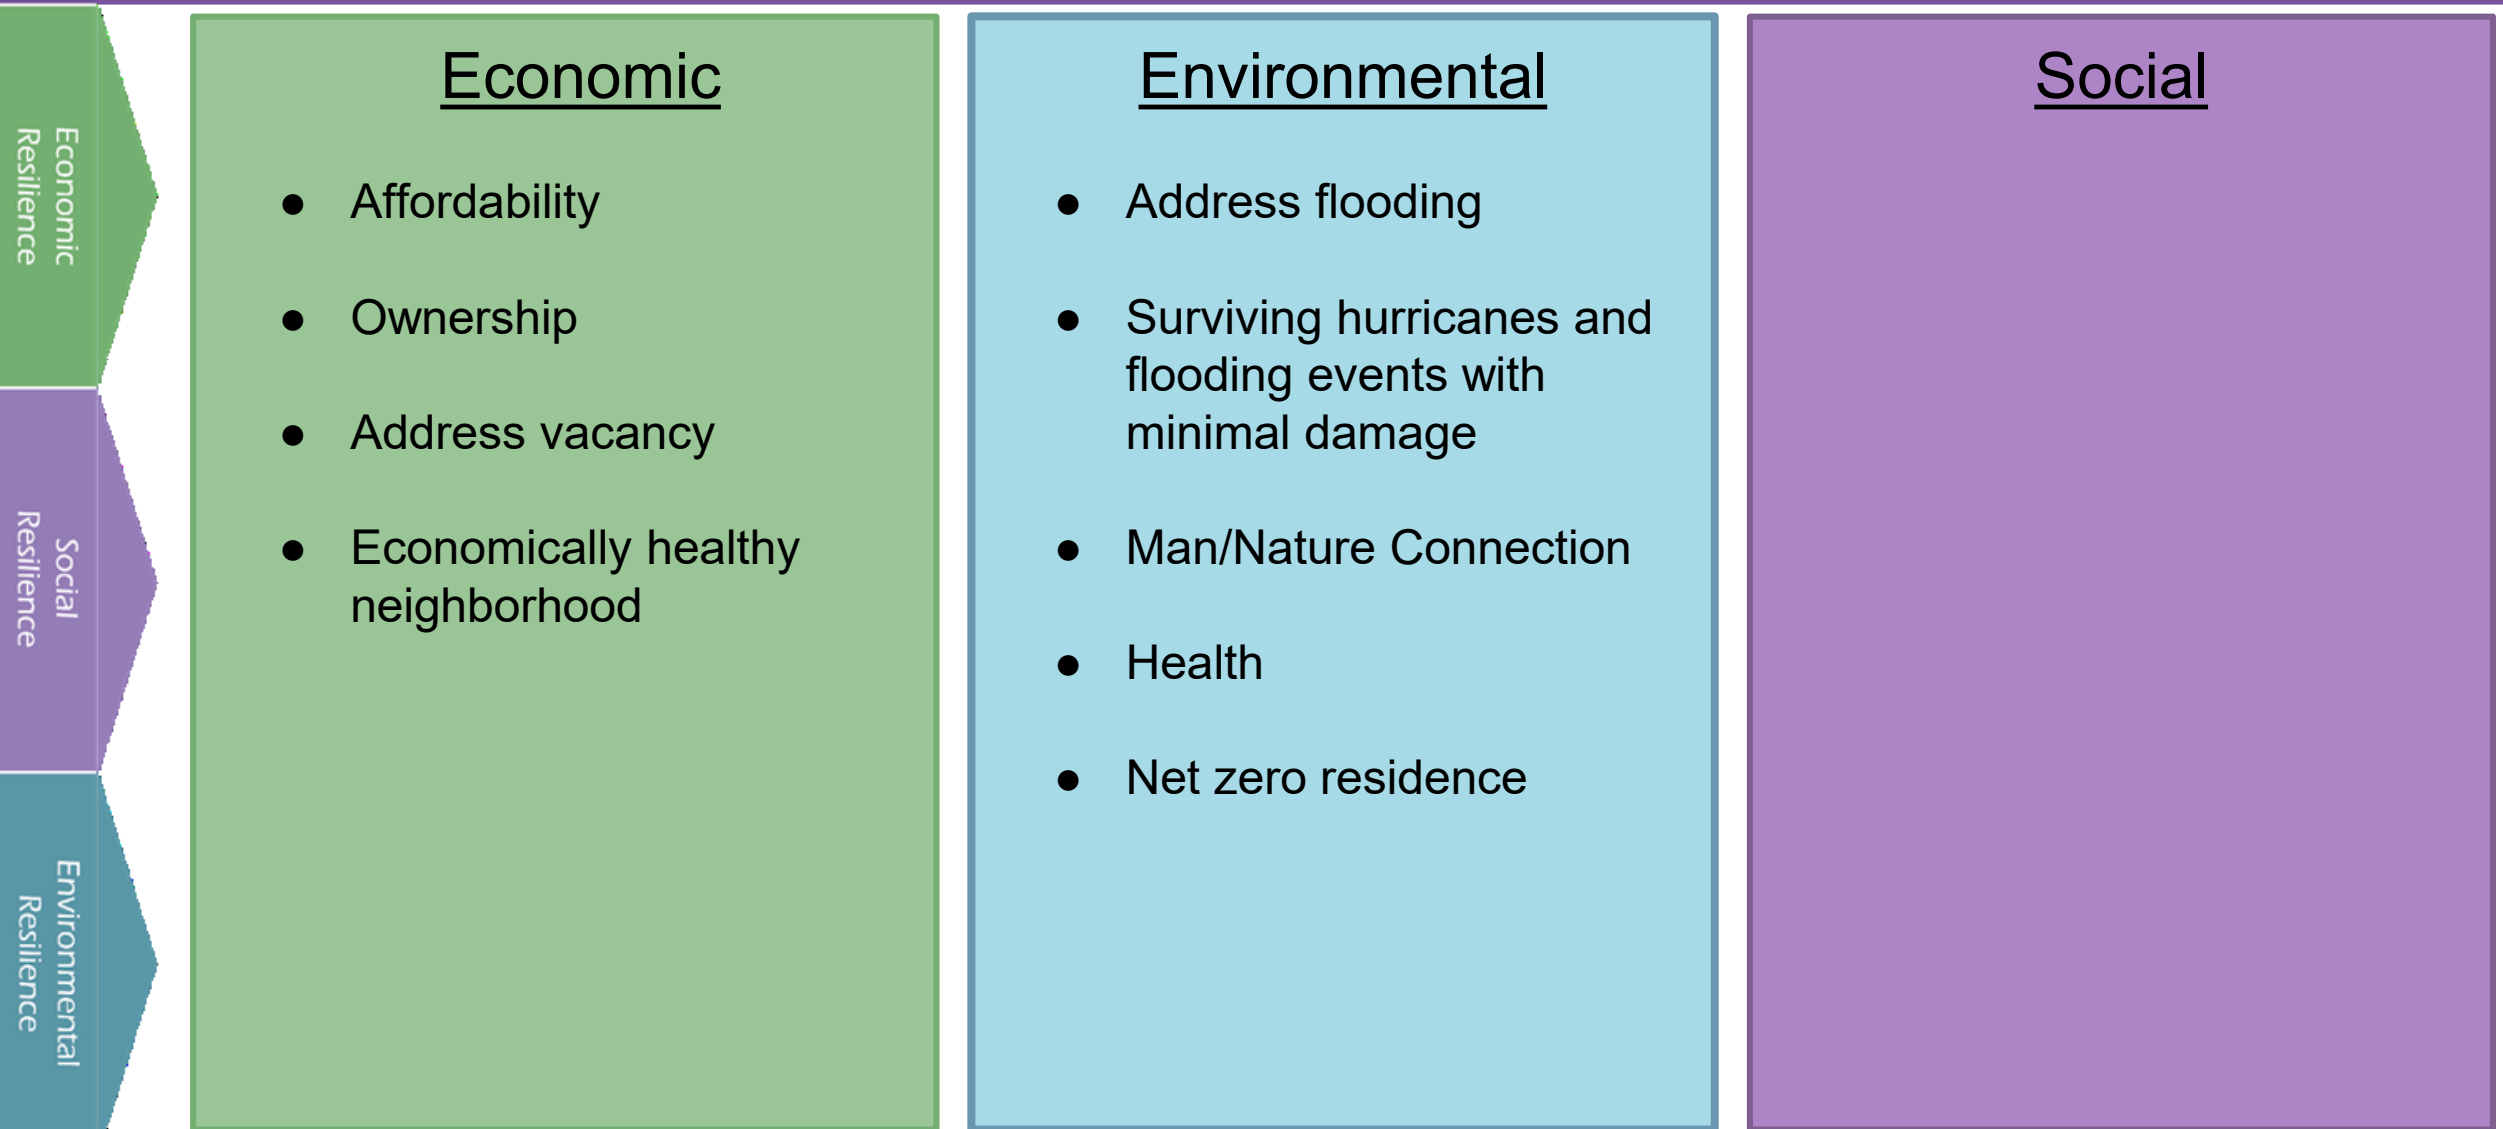 Economic
Resilience
Social
Resilience
Environmental
Resilience
Economic
● Affordability
● Ownership
● Address vacancy
● Economically healthy
neighborhood
Environmental
● Address flooding
● Surviving hurricanes and
flooding events with
minimal damage
● Man/Nature Connection
● Health
● Net zero residence
Social